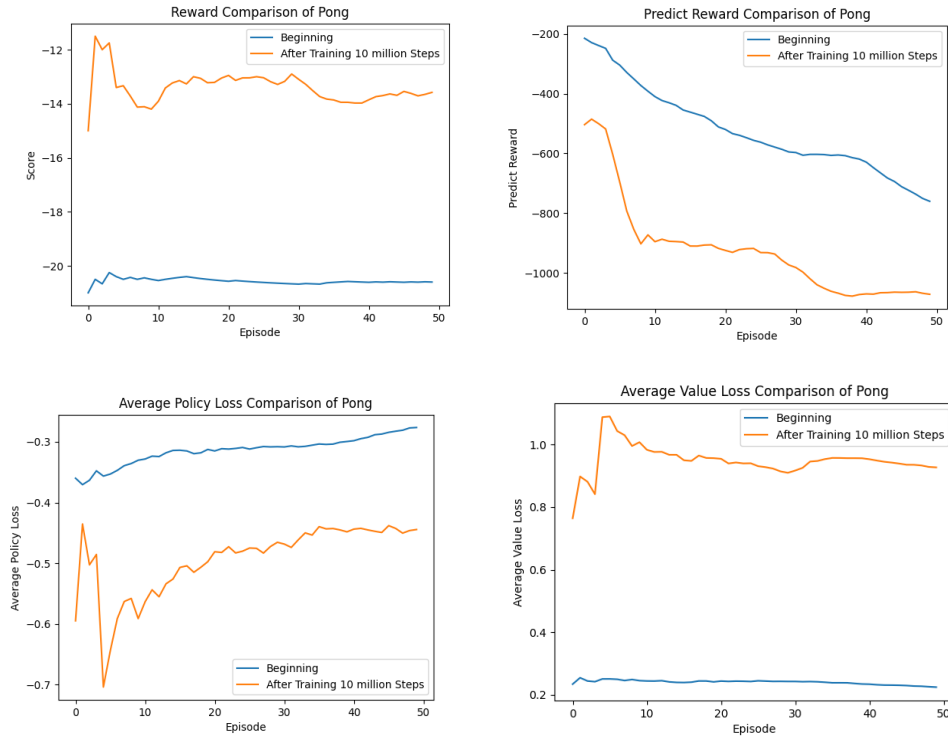 Reward Comparison of Pong
Beginning
After Training 10 million Steps
-12
-14
-16
-18
-20
Score
0 10 20 30 40 50
Episode
Predict Reward Comparison of Pong
Beginning
After Training 10 million Steps
-200
-400
-600
-800
-1000
Predict Reward
0 10 20 30 40 50
Episode
Average Policy Loss Comparison of Pong
-0.3
-0.4
-0.5
-0.6
-0.7
Average Policy Loss
Beginning
After Training 10 million Steps
0 10 20 30 40 50
Episode
Average Value Loss Comparison of Pong
Beginning
After Training 10 million Steps
1.0
0.8
0.6
0.4
0.2
Average Value Loss
0 10 20 30 40 50
Episode